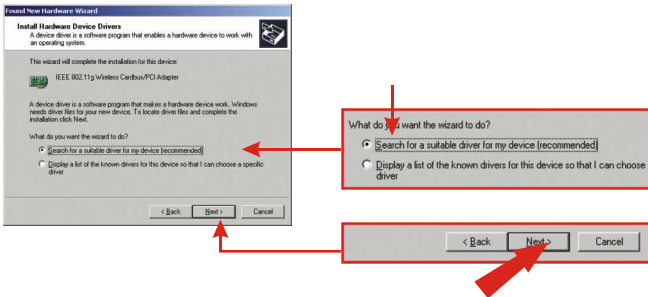 Found New Hardware Wizard
Install Hardware Device Drivers
A device driver is a software program that enables a hardware device to work with
an operating system.
This wizard will complete the installation for this device:
IEEE 802.11g Wireless Cardbus/PCI Adapter
A device driver is a software program that makes a hardware device work. Windows
needs driver files for your new device. To locate driver files and complete the
installation click Next.
What do you want the wizard to do?
Search for a suitable driver for my device (recommended)
Display a list of the known drivers for this device so that I can choose a specific
driver
< Back Next > Cancel
What do you want the wizard to do?
Search for a suitable driver for my device (recommended)
Display a list of the known drivers for this device so that I can choose
driver
< Back Next > Cancel